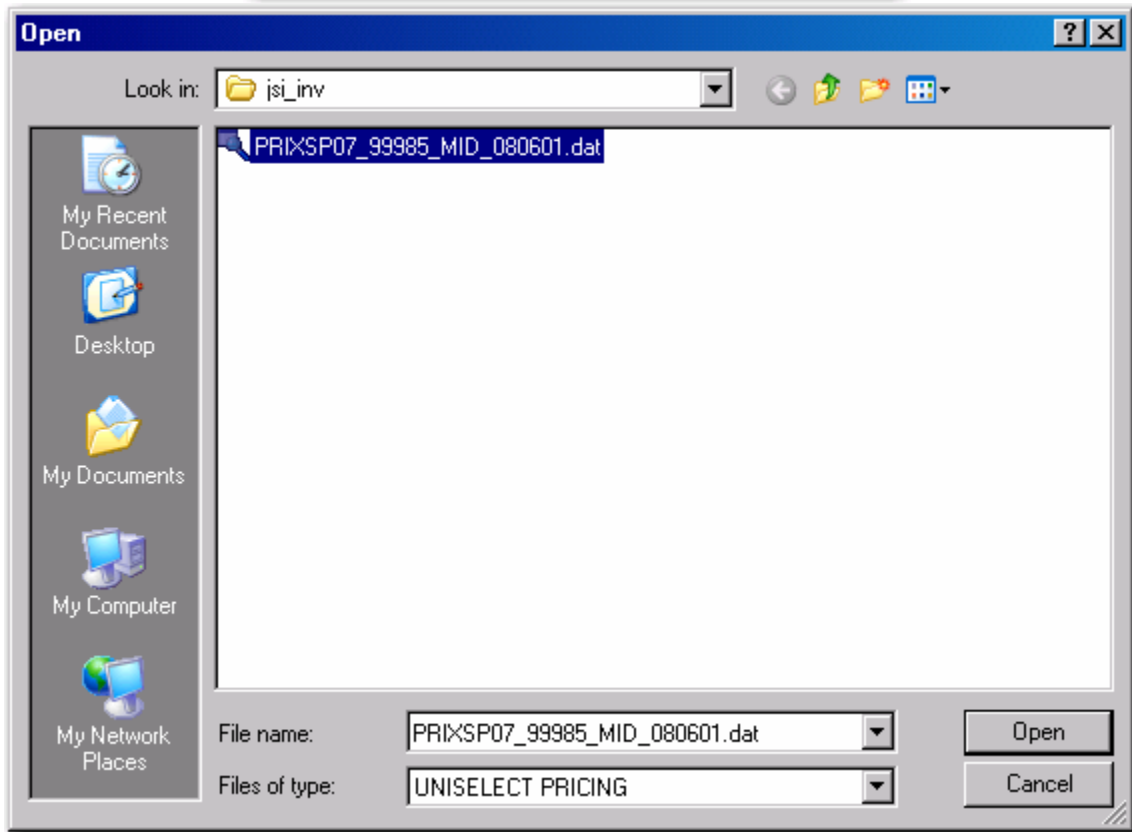 Open
Look in:
jsi_inv
PRIXSP07_99985_MID_080601.dat
My Recent
Documents
Desktop
My Documents
My Computer
My Network
Places
File name:
PRIXSP07_99985_MID_080601.dat
Open
Files of type:
UNISELECT PRICING
Cancel